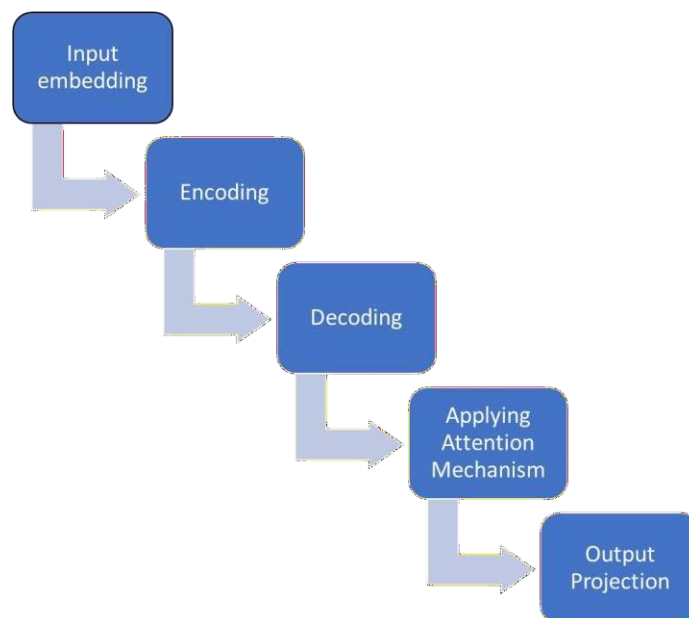 Input
embedding
Encoding
Decoding
Applying
Attention
Mechanism
Output
Projection